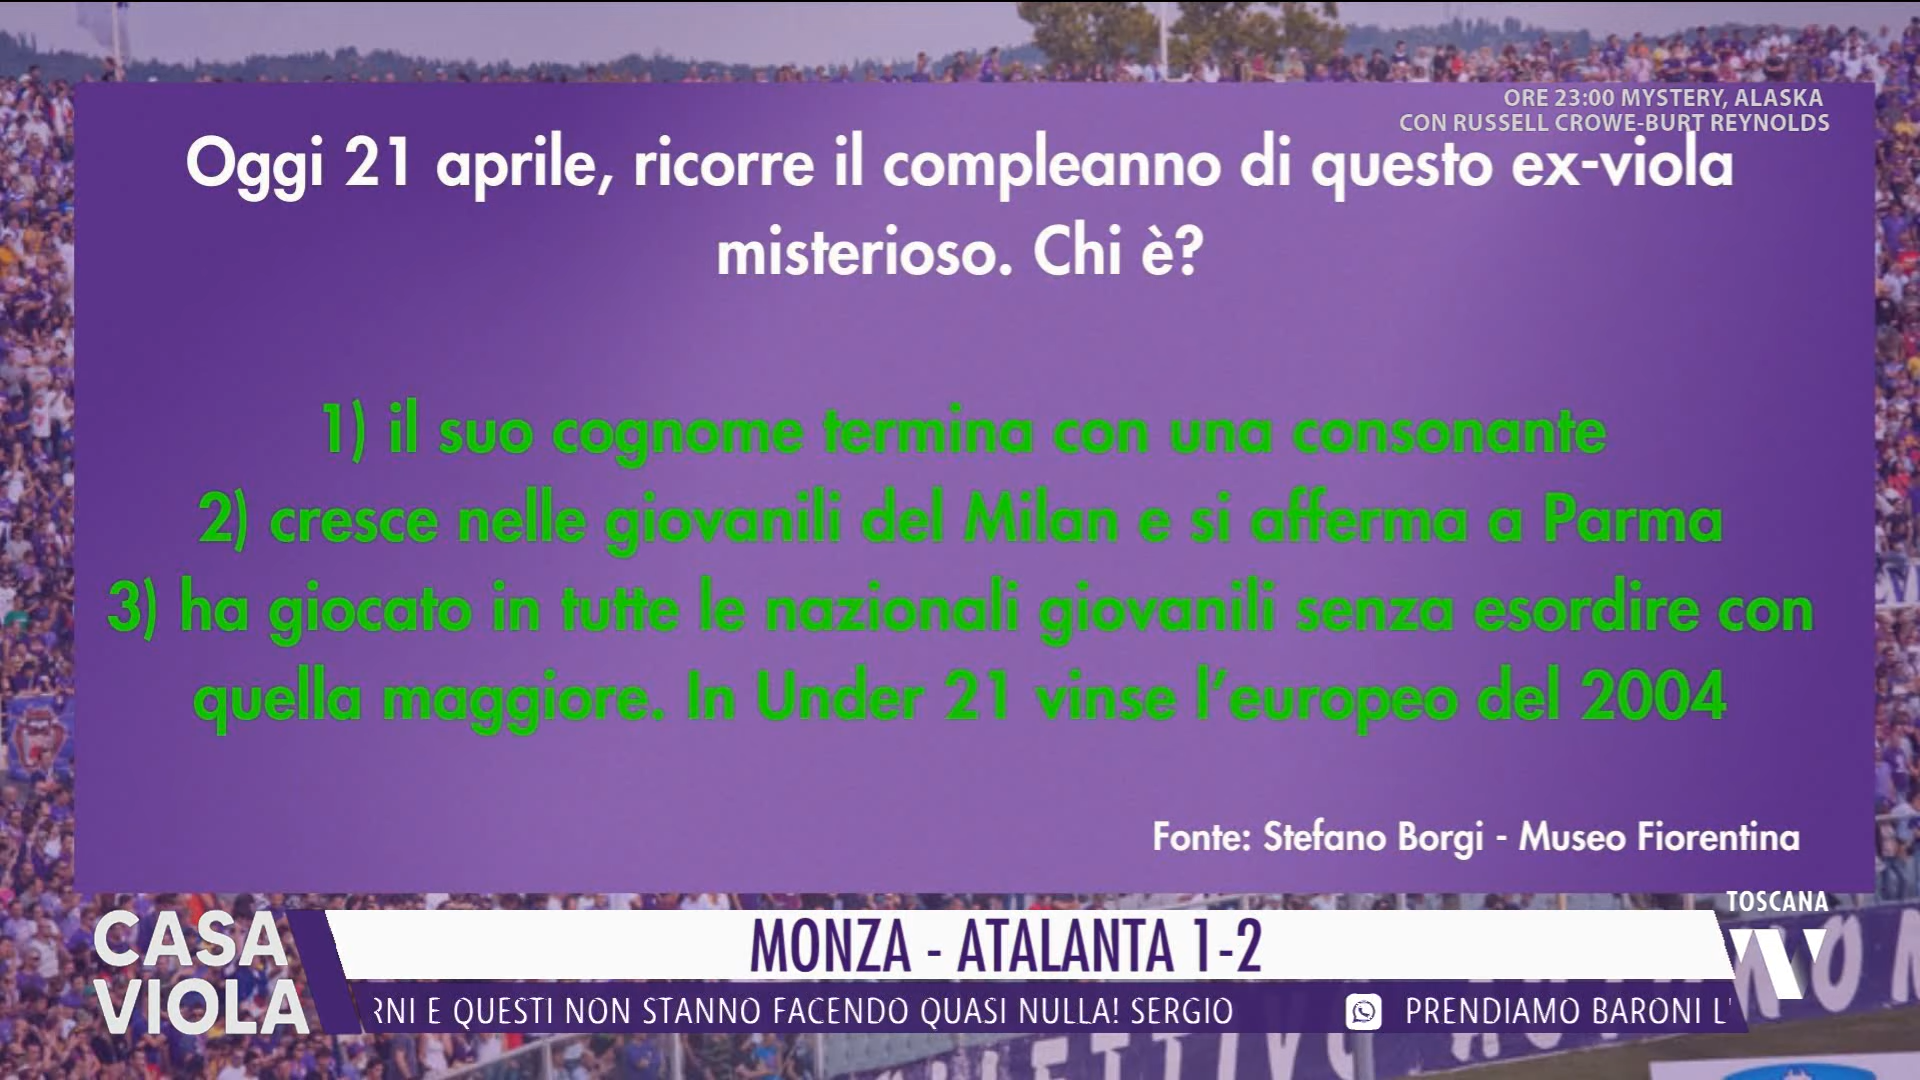 ORE 23:00 MYSTERY, ALASKA
CON RUSSELL CROWE-BURT REYNOLDS
Oggi 21 aprile, ricorre il compleanno di questo ex-viola
misterioso. Chi è?
1) il suo cognome termina con una consonante
2) cresce nelle giovanili del Milan e si afferma a Parma
3) ha giocato in tutte le nazionali giovanili senza esordire con
quella maggiore. In Under 21 vinse l'europeo del 2004
Fonte: Stefano Borgi - Museo Fiorentina
TOSCANA
TV
CASA
VIOLA
MONZA - ATALANTA 1-2
RNI E QUESTI NON STANNO FACENDO QUASI NULLA! SERGIO
PRENDIAMO BARONI L'